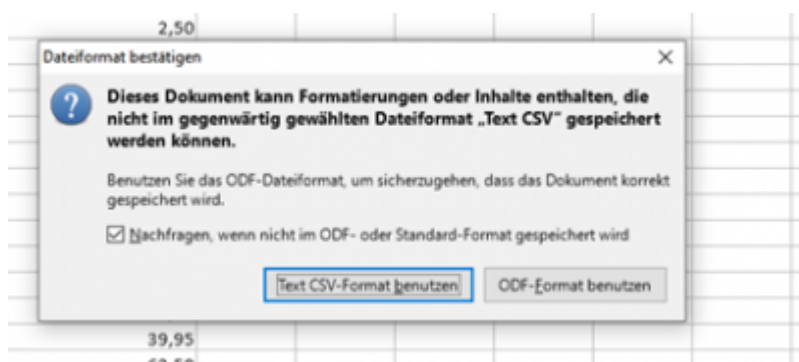 2,50
Dateiformat bestätigen
Dieses Dokument kann Formatierungen oder Inhalte enthalten, die
nicht im gegenwärtig gewählten Dateiformat „Text CSV“ gespeichert
werden können.
Benutzen Sie das ODF-Dateiformat, um sicherzugehen, dass das Dokument korrekt
gespeichert wird.
Nachfragen, wenn nicht im ODF- oder Standard-Format gespeichert wird
Text CSV-Format benutzen
ODF-Format benutzen
39,95